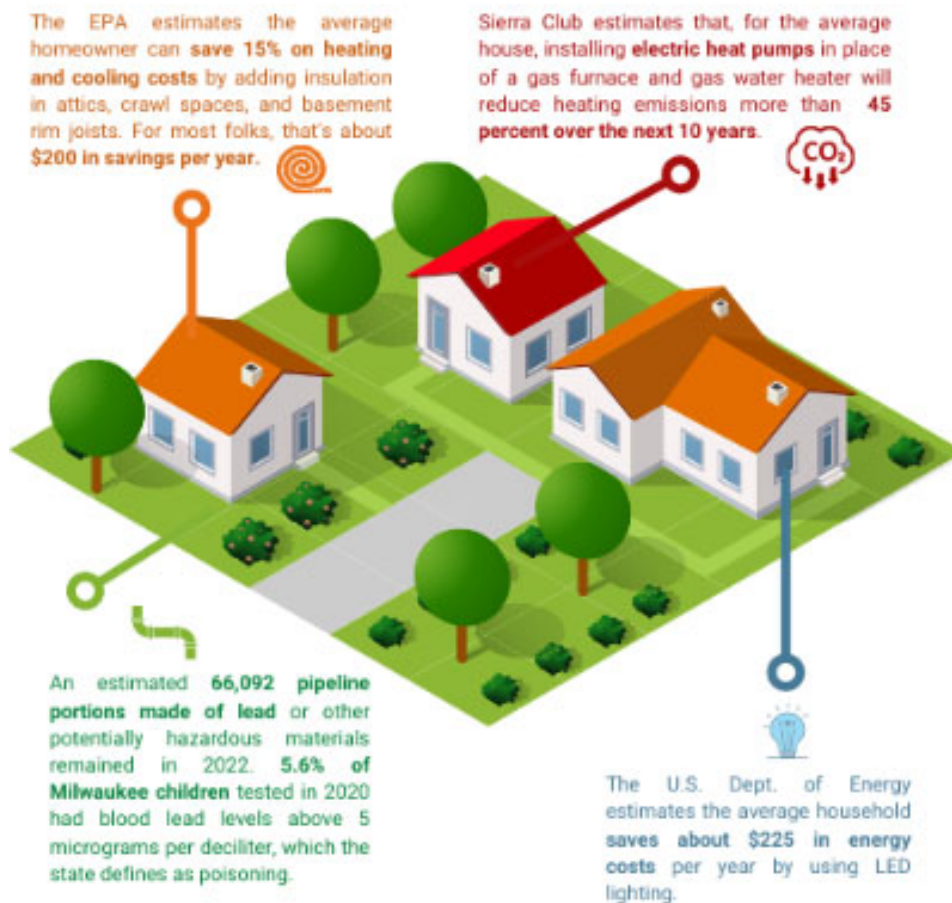 The EPA estimates the average
homeowner can save 15% on heating
and cooling costs by adding insulation
in attics, crawl spaces, and basement
rim joists. For most folks, that's about
$200 in savings per year.
Sierra Club estimates that, for the average
house, installing electric heat pumps in place
of a gas furnace and gas water heater will
reduce heating emissions more than 45
percent over the next 10 years.
CO₂
An estimated 66,092 pipeline
portions made of lead or other
potentially hazardous materials
remained in 2022. 5.6% of
Milwaukee children tested in 2020
had blood lead levels above 5
micrograms per deciliter, which the
state defines as poisoning.
The U.S. Dept. of Energy
estimates the average household
saves about $225 in energy
costs per year by using LED
lighting.